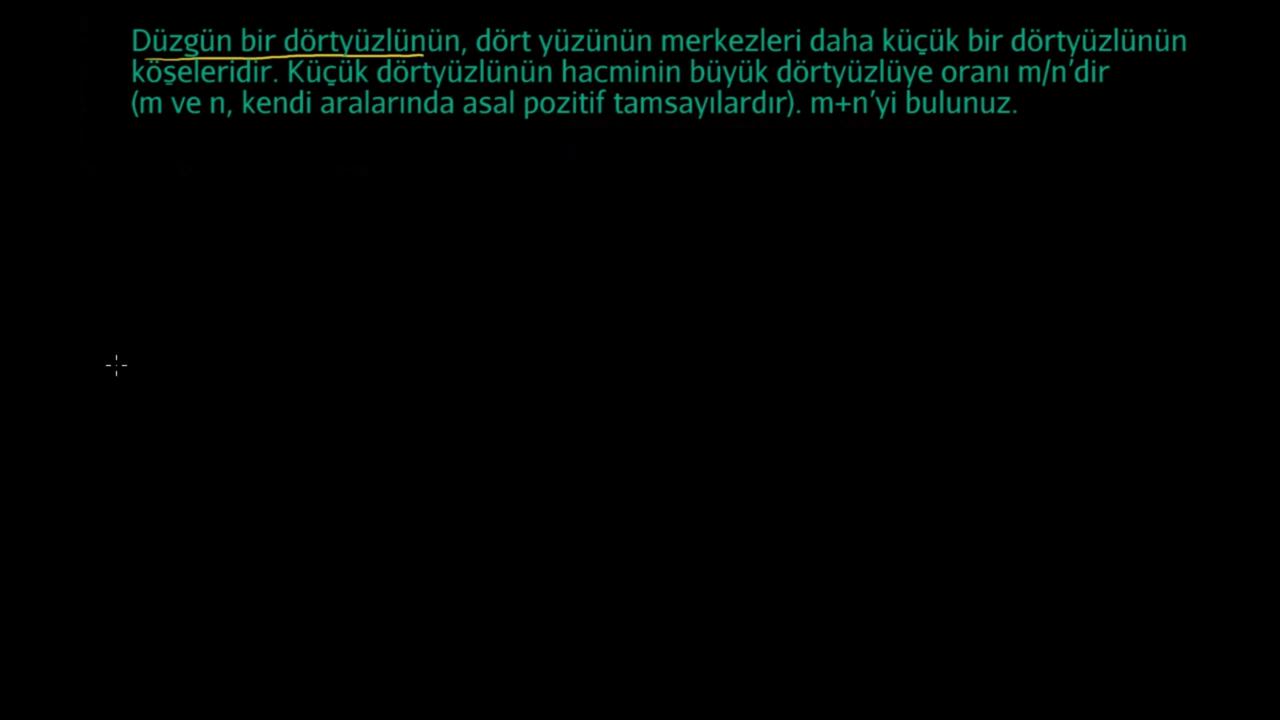 Düzgün bir dörtyüzlünün, dört yüzünün merkezleri daha küçük bir dörtyüzlünün
köşeleridir. Küçük dörtyüzlünün hacminin büyük dörtyüzlüye oranı m/n'dir
(m ve n, kendi aralarında asal pozitif tamsayılardır). m+n'yi bulunuz.